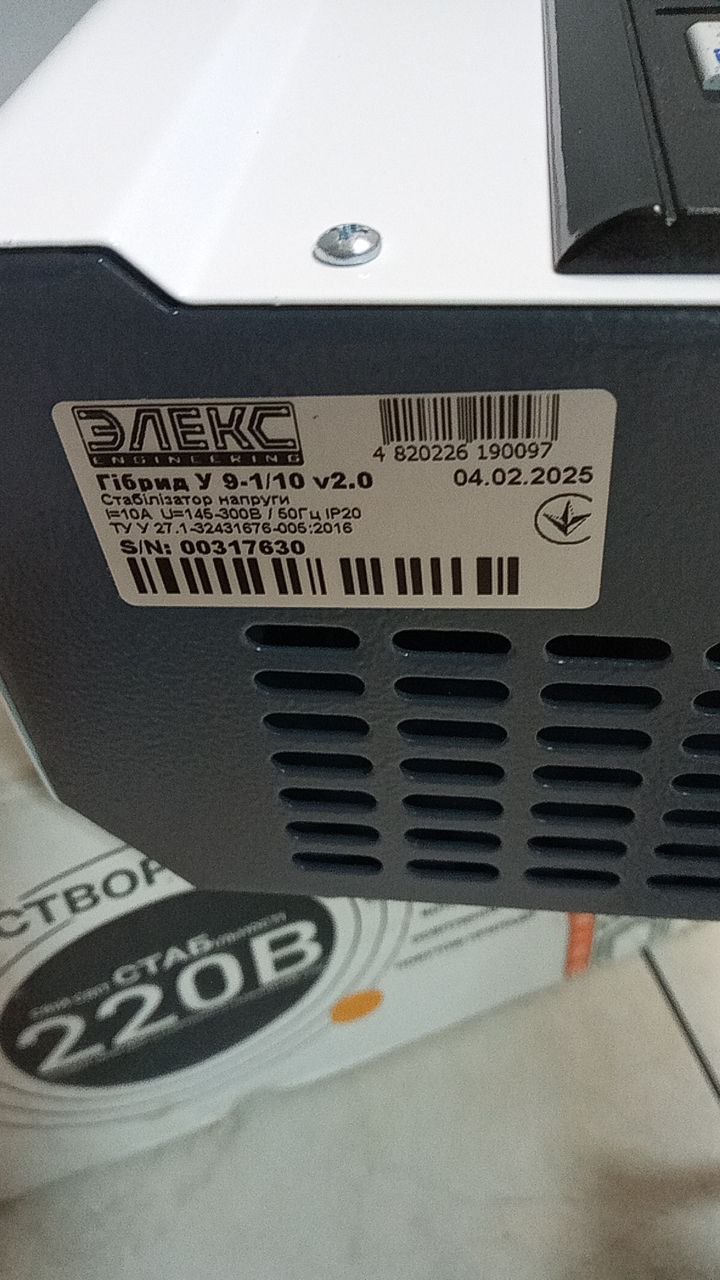 ЭЛЕКС
ENGINEERING
4 820226 190097
Гібрид У 9-1/10 v2.0
04.02.2025
Стабілізатор напруги
I=10A U=145-300В / 50Гц IP20
ТУ У 27.1-32431676-005:2016
S/N: 00317630
СТВОР
СТАБ
220В